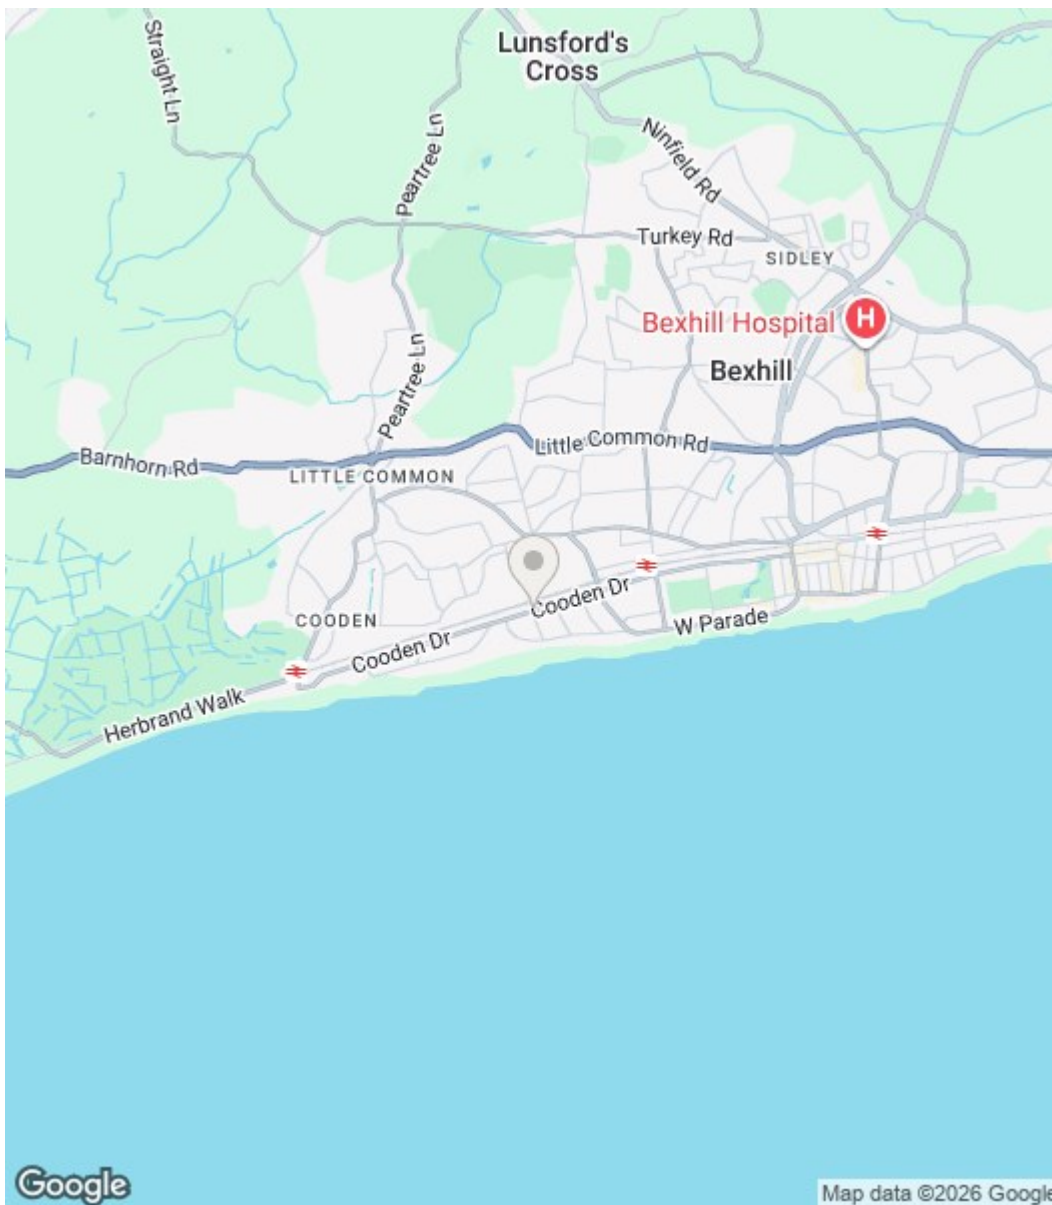 Lunsford's
Cross
Straight Ln
Peartree Ln
Ninfield Rd
Turkey Rd
SIDLEY
Bexhill Hospital
H
Bexhill
Peartree Ln
Little Common Rd
Barnhorn Rd
LITTLE COMMON
Cooden Dr
COODEN
W Parade
Cooden Dr
Herbrand Walk
Google
Map data ©2026 Google